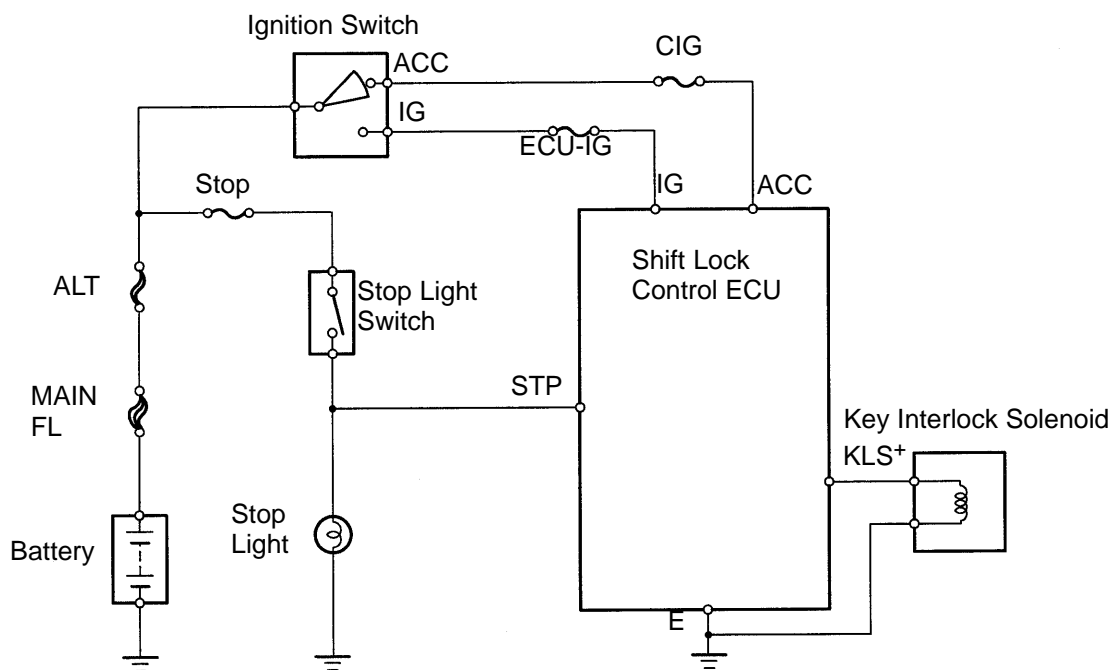 Ignition Switch
ACC
CIG
IG
ECU-IG
Stop
IG
ACC
ALT
Stop Light
Switch
Shift Lock
Control ECU
MAIN
FL
STP
Key Interlock Solenoid
KLS+
Battery
Stop
Light
E